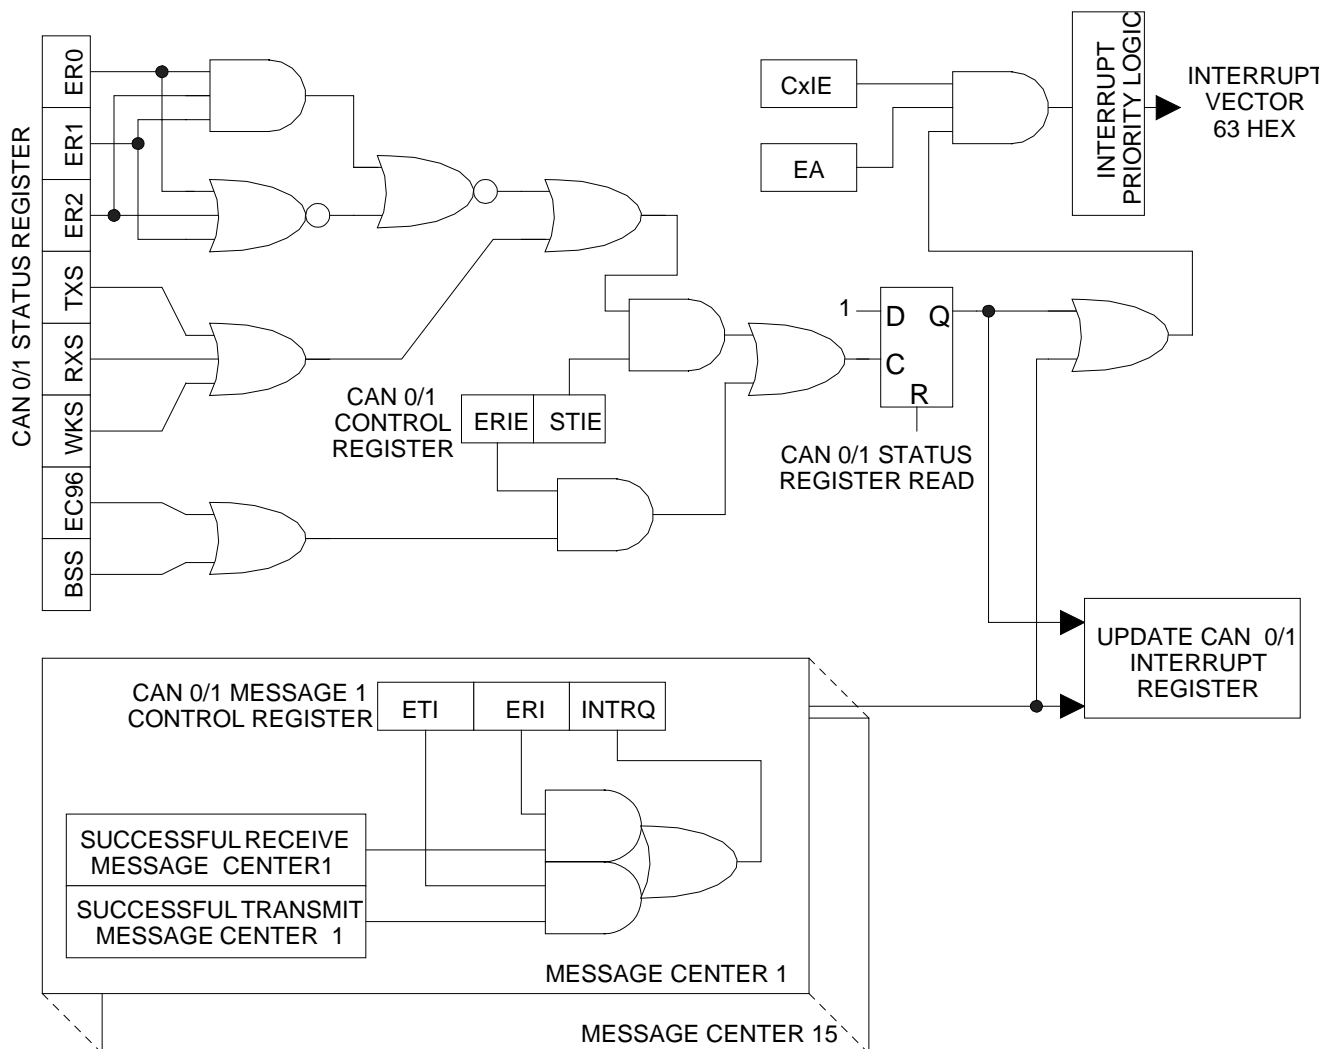 CAN 0/1 STATUS REGISTER
ER0
ER1
ER2
TXS
RXS
WKS
EC96
BSS
CxIE
EA
INTERRUPT
PRIORITY LOGIC
INTERRUPT
VECTOR
63 HEX
1
D
Q
C
R
CAN 0/1 STATUS
REGISTER READ
CAN 0/1
CONTROL
REGISTER
ERIE
STIE
UPDATE CAN 0/1
INTERRUPT
REGISTER
CAN 0/1 MESSAGE 1
CONTROL REGISTER
ETI
ERI
INTRQ
SUCCESSFUL RECEIVE
MESSAGE CENTER1
SUCCESSFUL TRANSMIT
MESSAGE CENTER 1
MESSAGE CENTER 1
MESSAGE CENTER 15